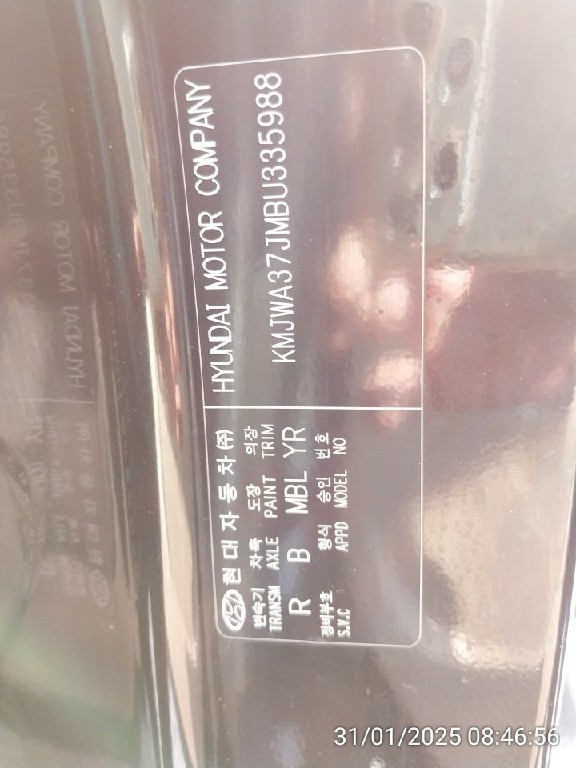 현대자동차(주) HYUNDAI MOTOR COMPANY
변속기 차축 도장 의장
TRANSM AXLE PAINT TRIM
R B MBL YR KMJWA37JMBU335988
정비부호 형식 승인 번호
S.V.C APPD MODEL NO
31/01/2025 08:46:56